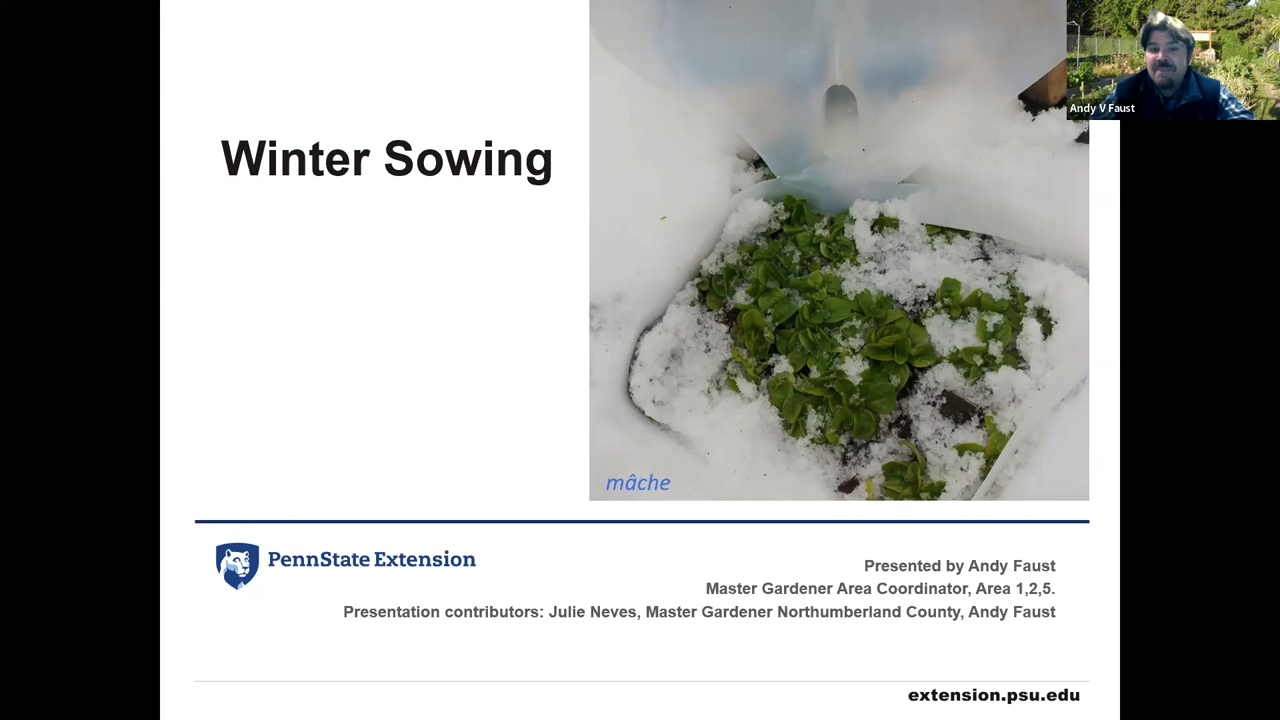 Andy V Faust
Winter Sowing
mâche
PennState Extension
Presented by Andy Faust
Master Gardener Area Coordinator, Area 1,2,5.
Presentation contributors: Julie Neves, Master Gardener Northumberland County, Andy Faust
extension.psu.edu